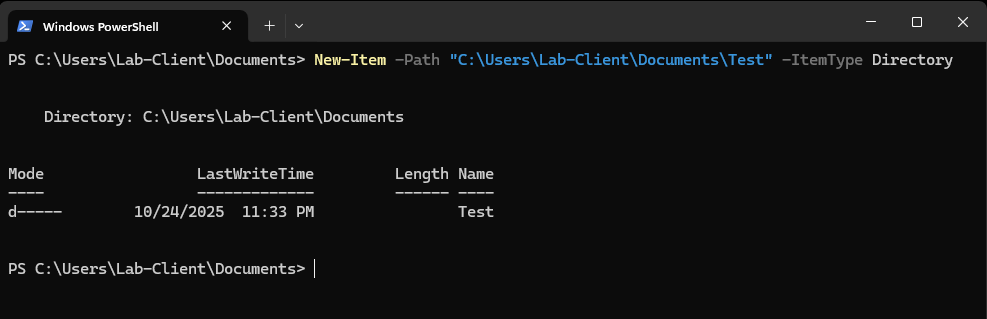 Windows PowerShell
PS C:\Users\Lab-Client\Documents> New-Item -Path "C:\Users\Lab-Client\Documents\Test" -ItemType Directory
    Directory: C:\Users\Lab-Client\Documents
Mode                 LastWriteTime         Length Name
----                 -------------         ------ ----
d-----        10/24/2025  11:33 PM                Test
PS C:\Users\Lab-Client\Documents>